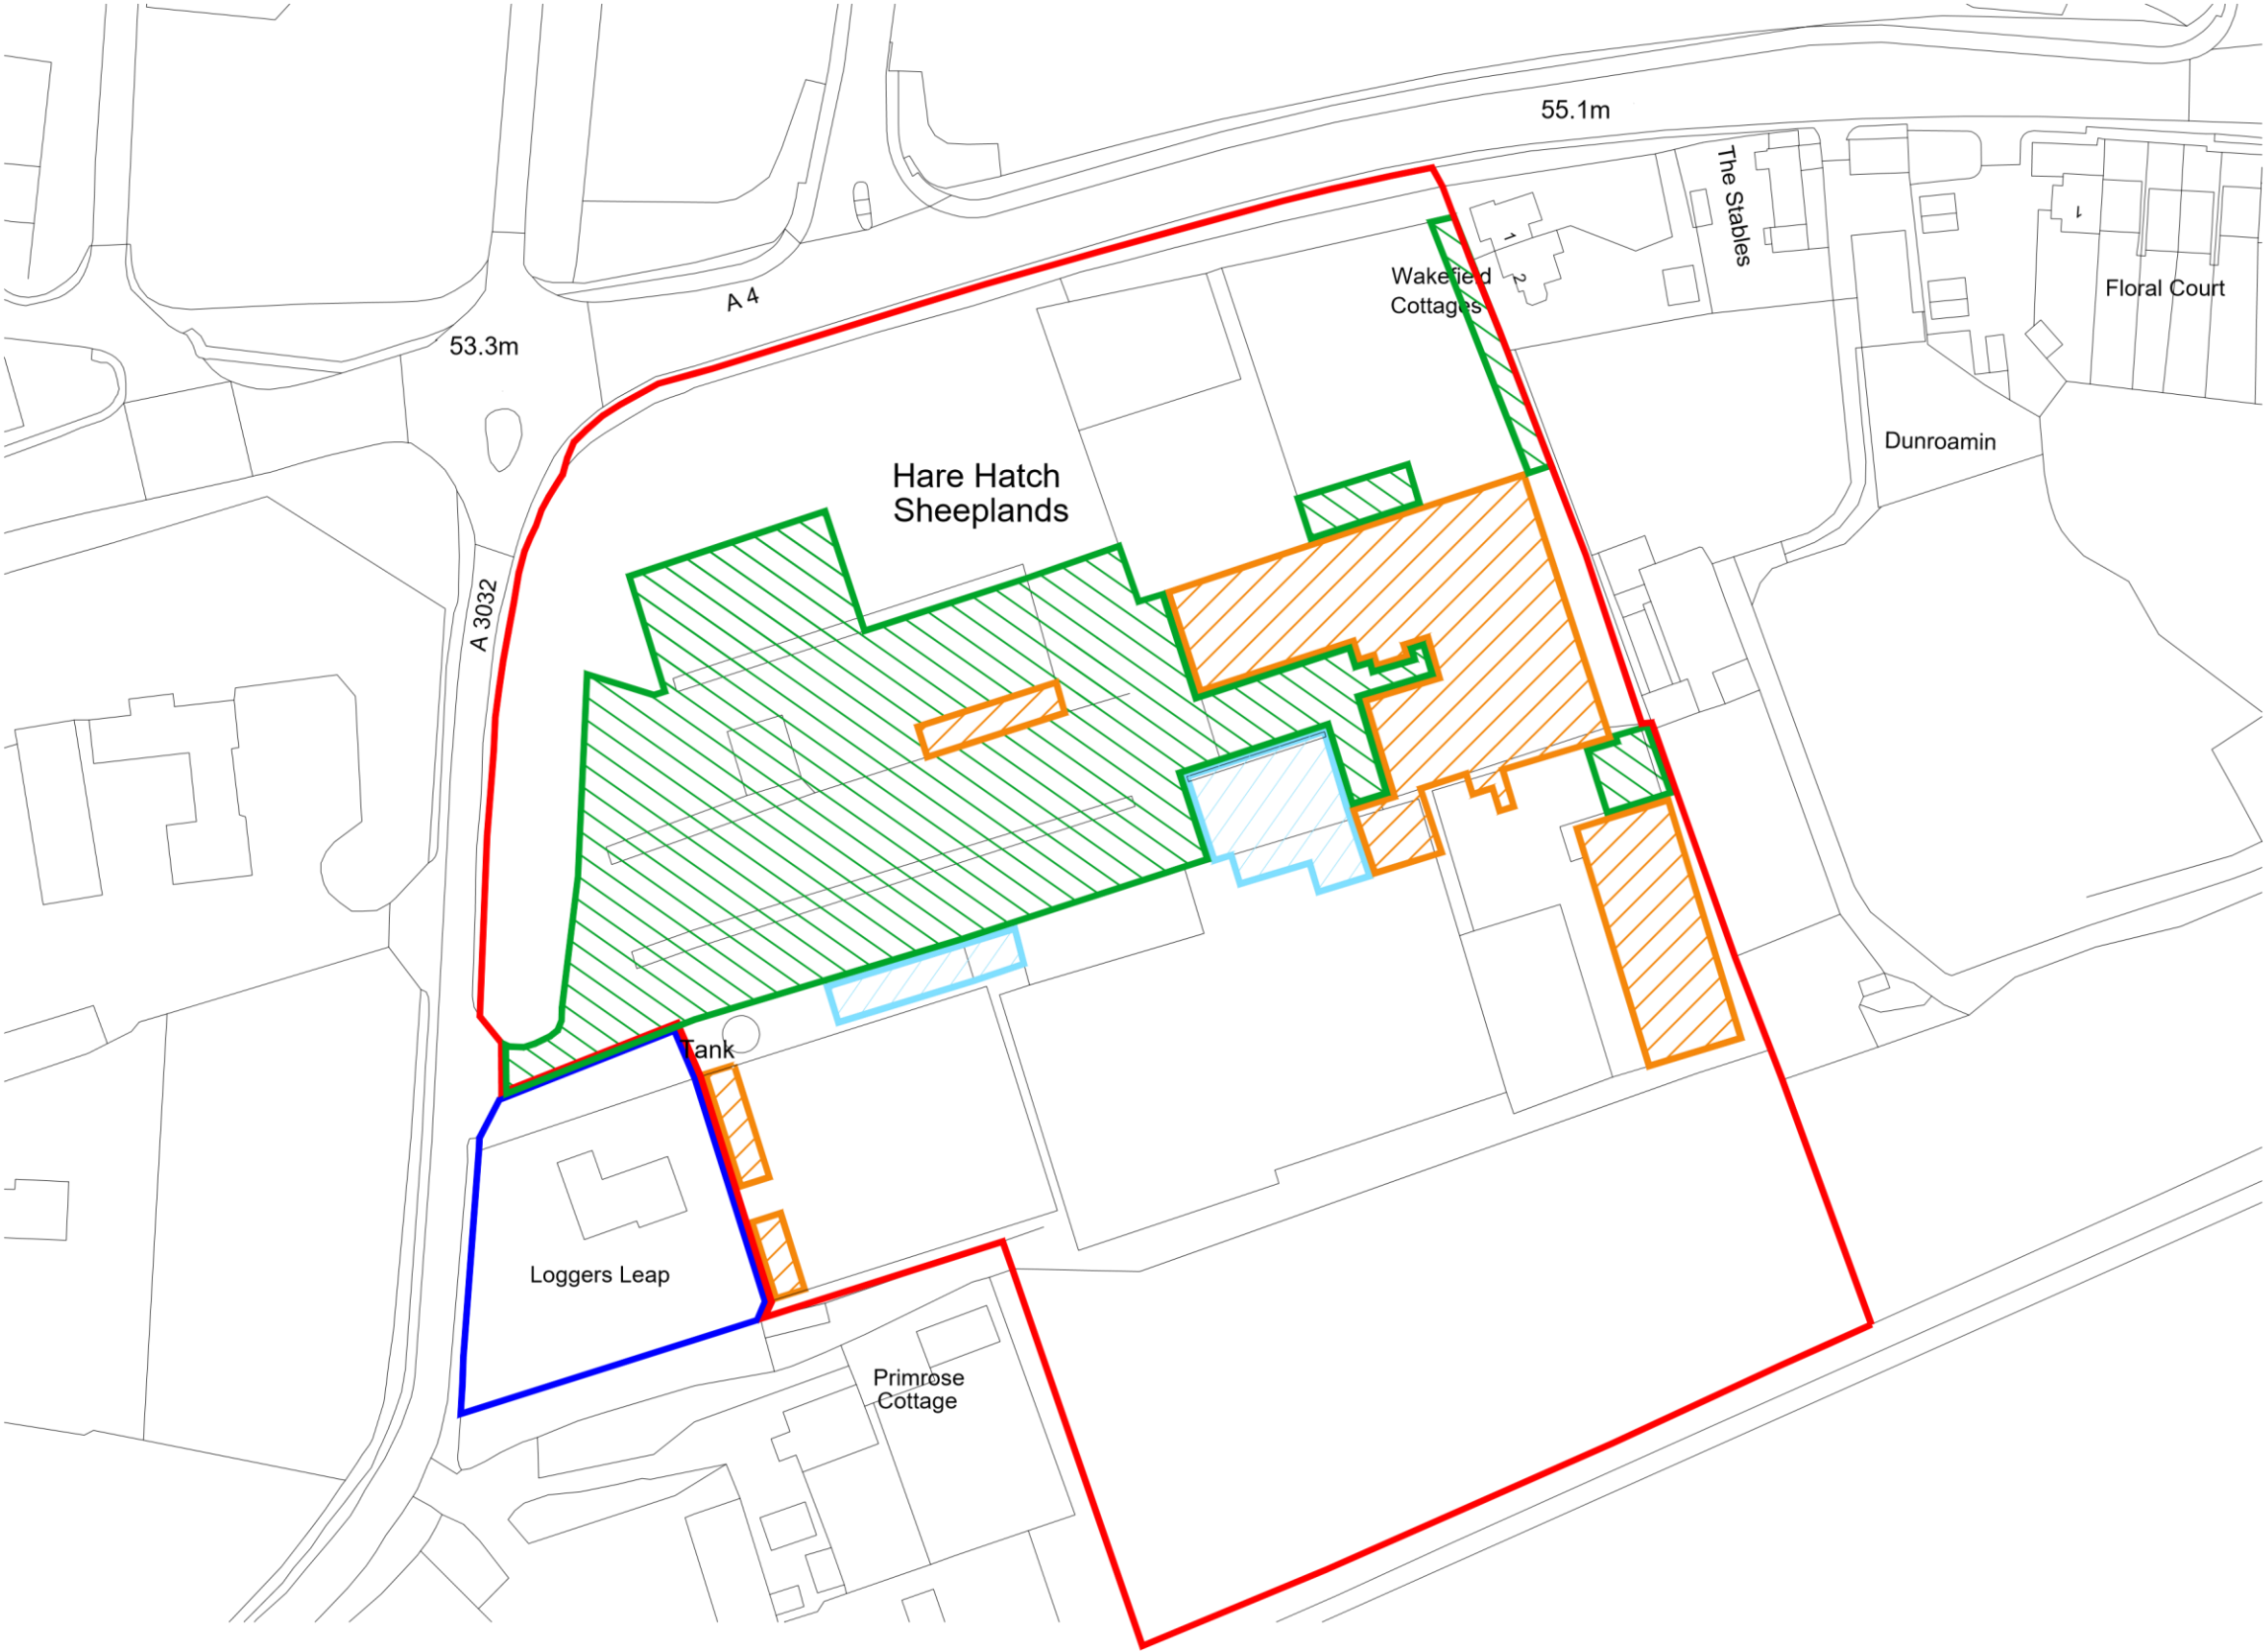 55.1m
The Stables
1
1
2
Wakefield
Cottages
Floral Court
A 4
53.3m
Dunroamin
Hare Hatch
Sheeplands
A 3032
Tank
Loggers Leap
Primrose
Cottage